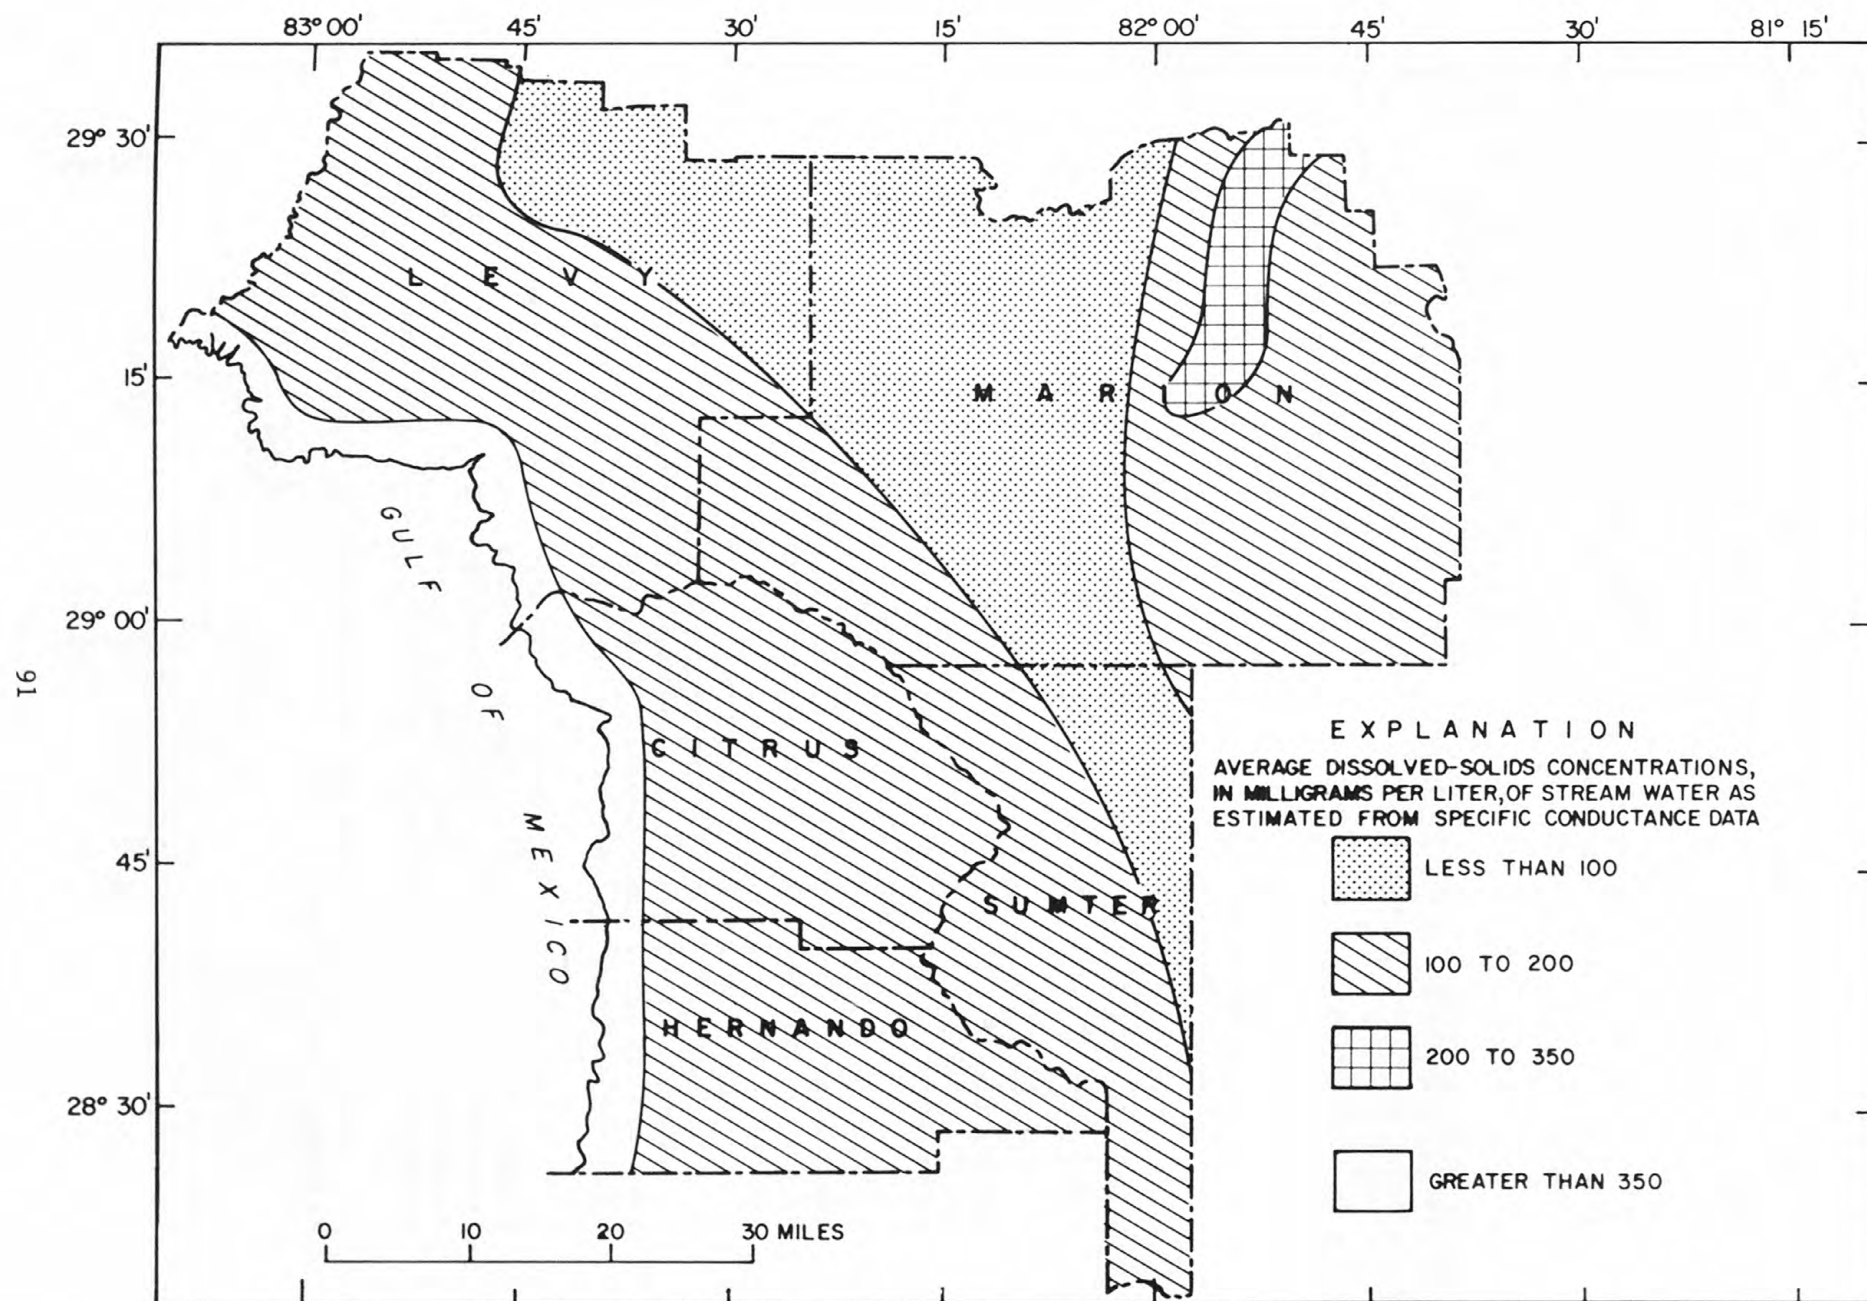 83° 00' 45' 30' 15' 82° 00' 45' 30' 81° 15'
29° 30'
15'
29° 00'
45'
28° 30'
LEVY
MARION
CITRUS
SUMTER
HERNANDO
GULF OF MEXICO
91
EXPLANATION
AVERAGE DISSOLVED-SOLIDS CONCENTRATIONS,
IN MILLIGRAMS PER LITER, OF STREAM WATER AS
ESTIMATED FROM SPECIFIC CONDUCTANCE DATA
LESS THAN 100
100 TO 200
200 TO 350
GREATER THAN 350
0 10 20 30 MILES